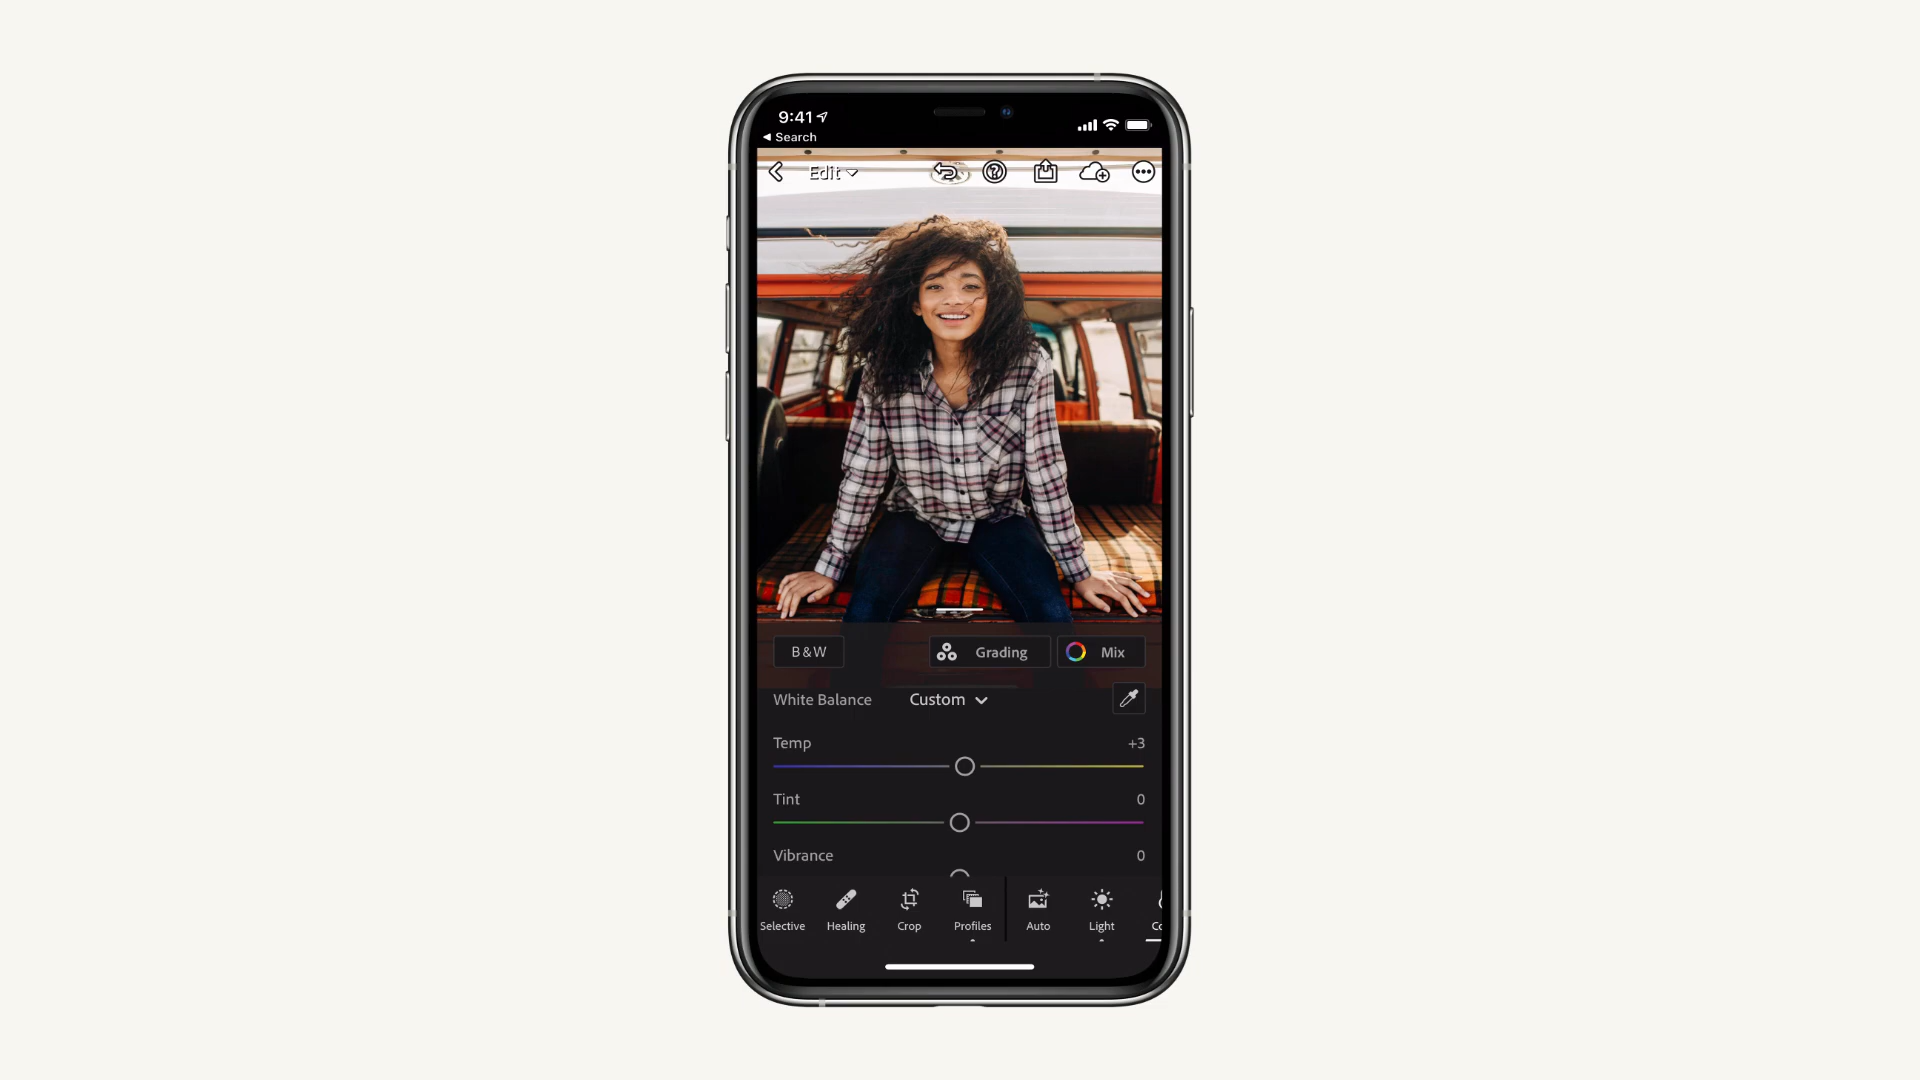 9:41
Search
Edit
B&W Grading Mix
White Balance Custom
Temp +3
Tint 0
Vibrance 0
Selective Healing Crop Profiles Auto Light Co